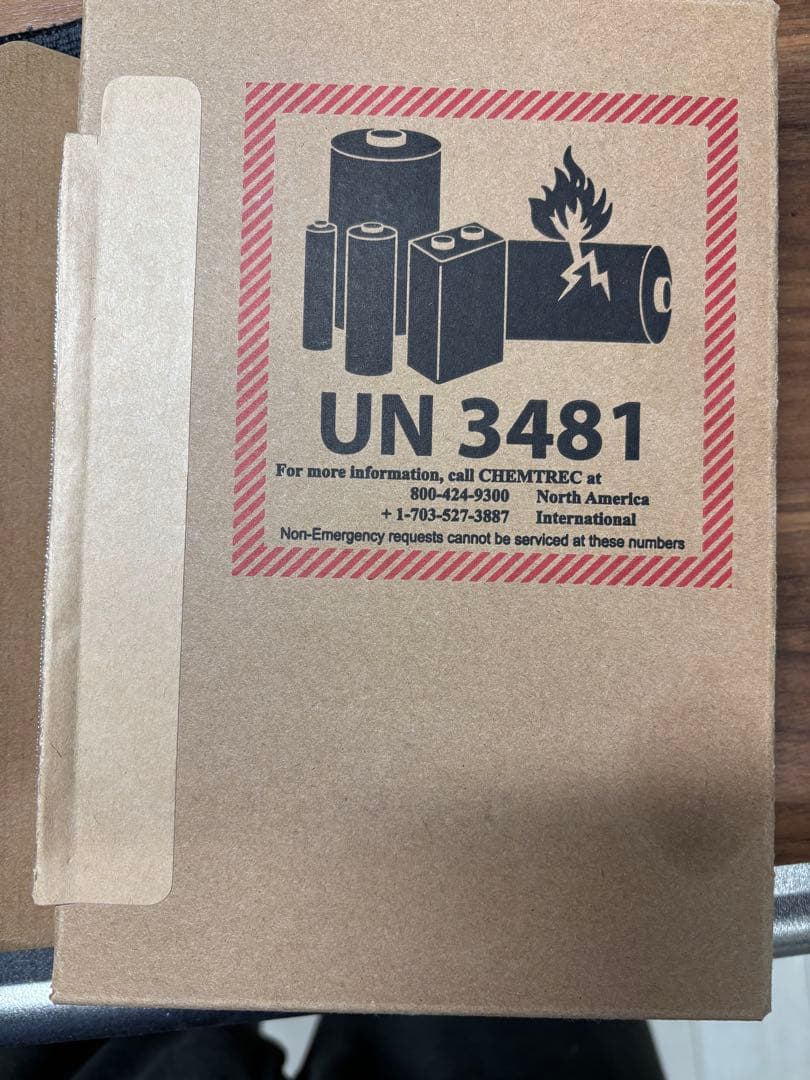 UN 3481
For more information, call CHEMTREC at
800-424-9300 North America
+ 1-703-527-3887 International
Non-Emergency requests cannot be serviced at these numbers